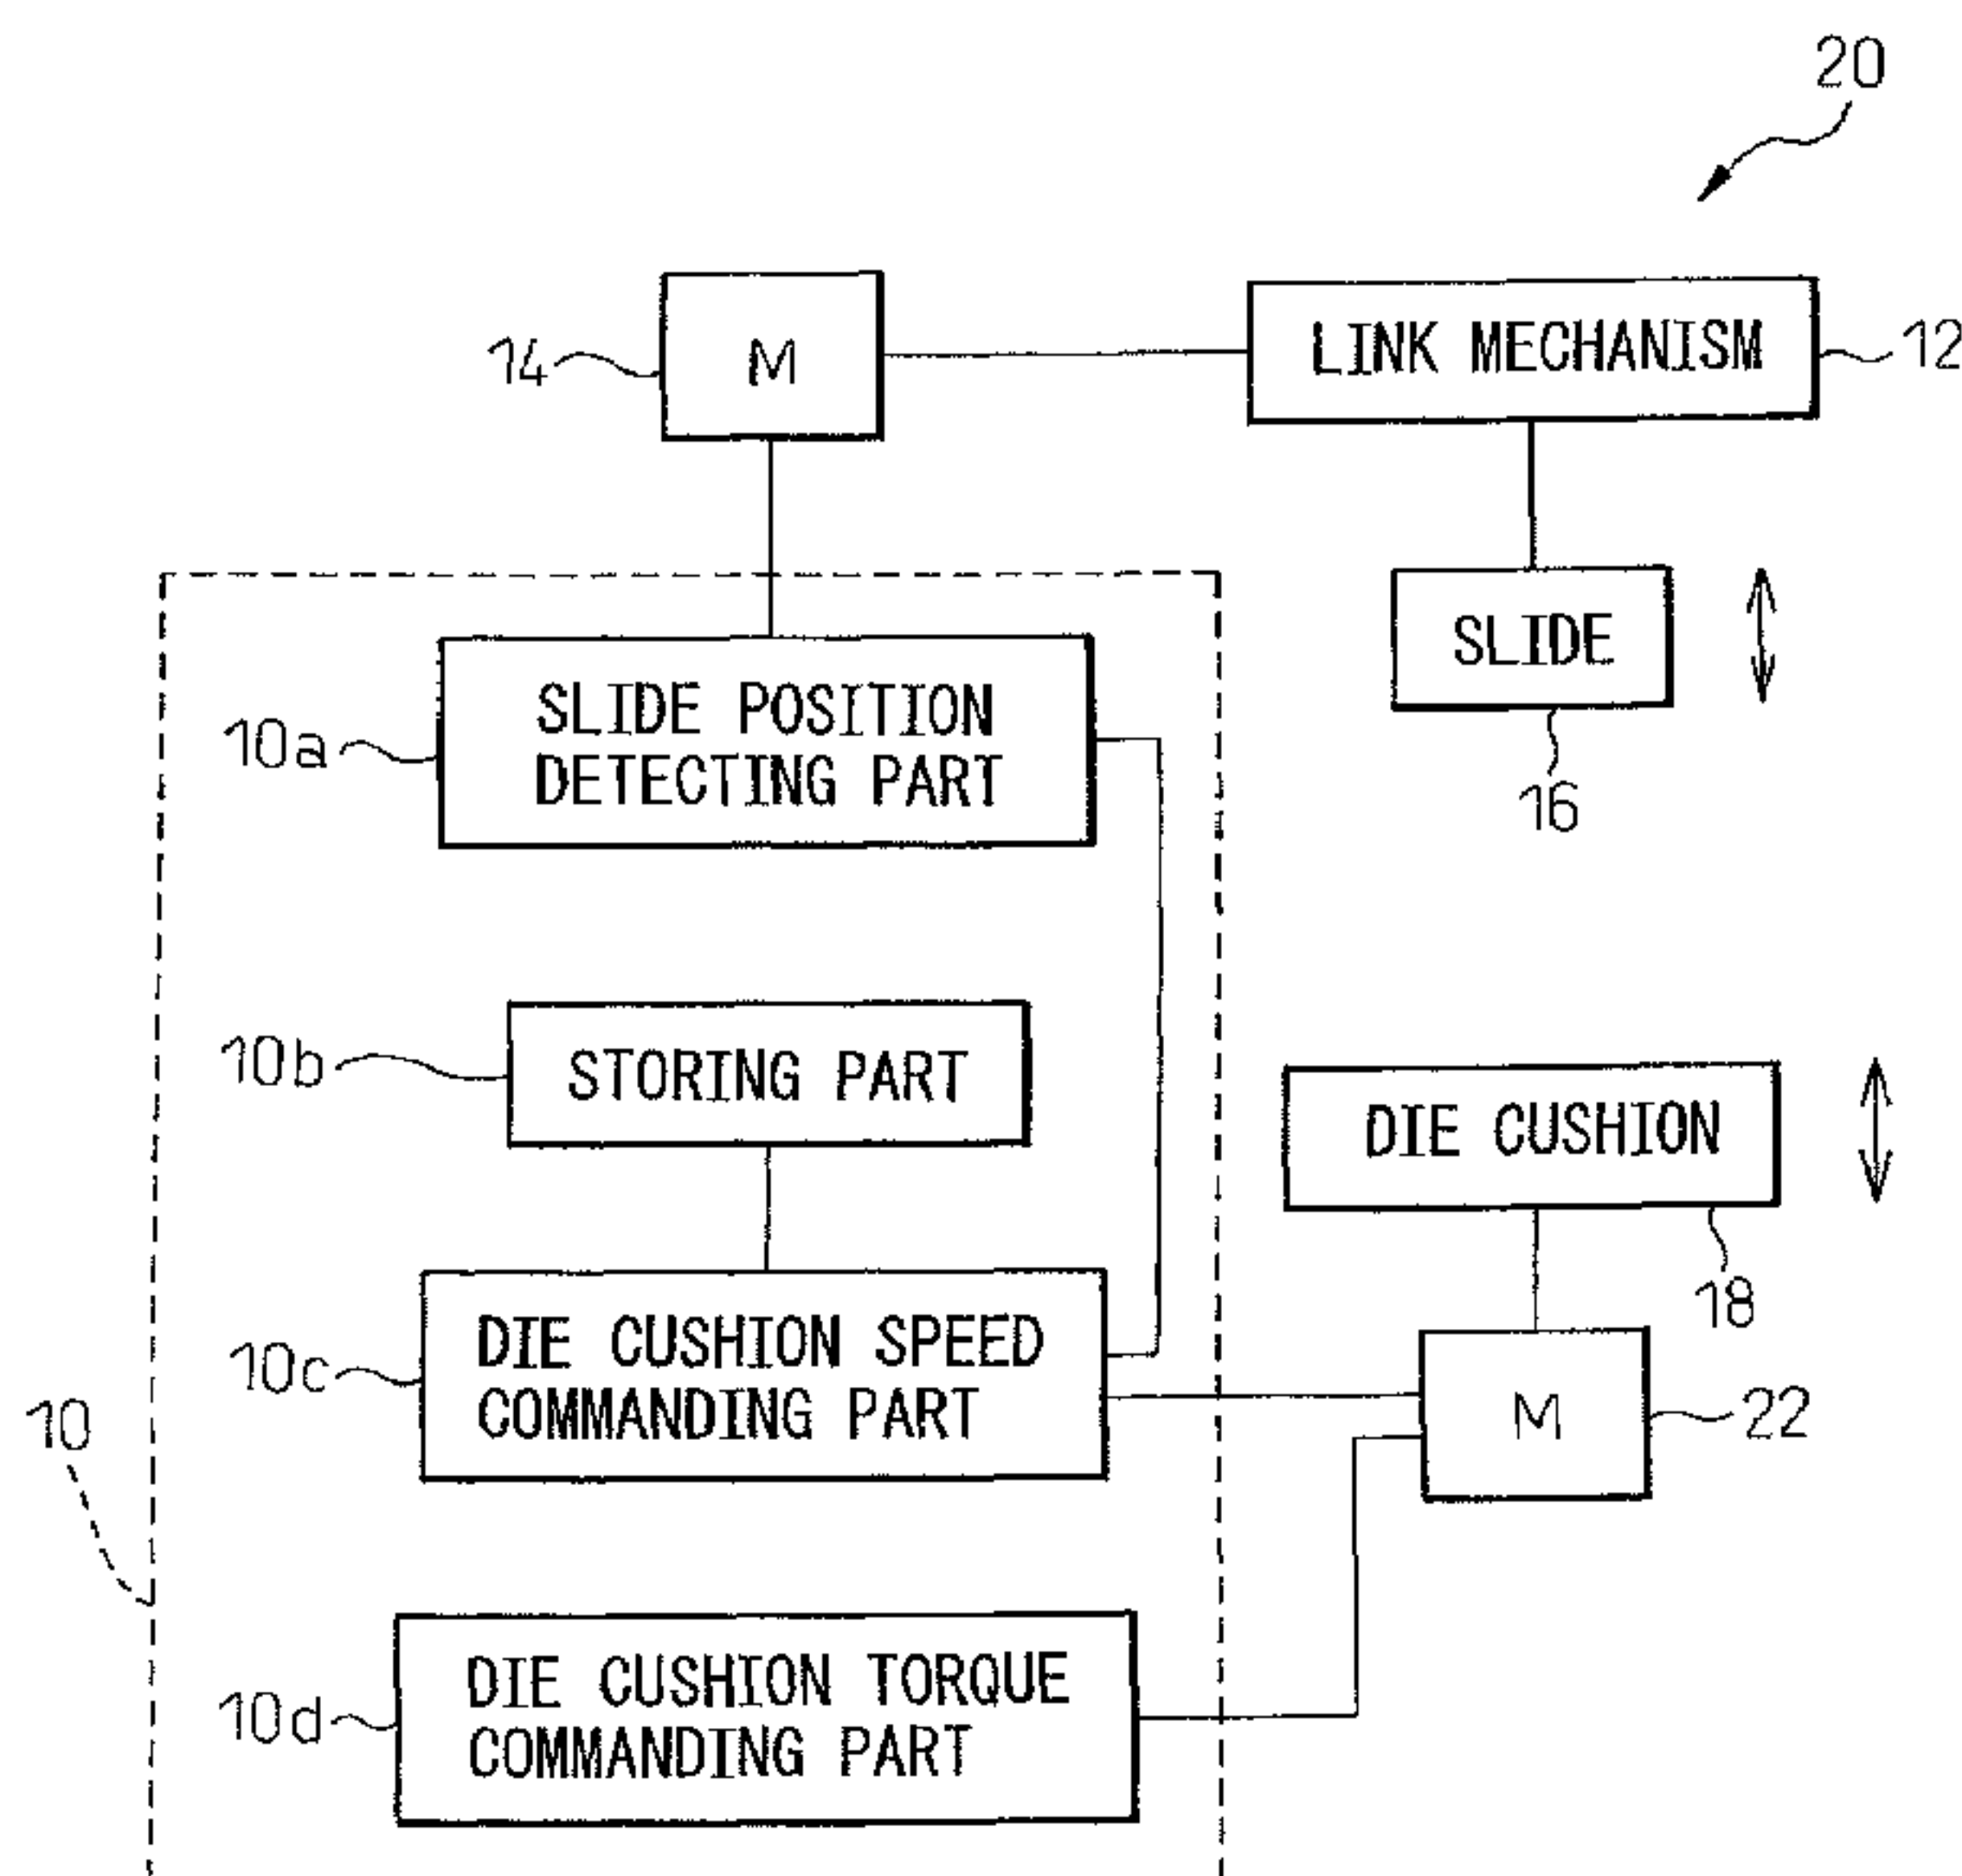 20
14
M
LINK MECHANISM
12
SLIDE
16
10a
SLIDE POSITION
DETECTING PART
10b
STORING PART
DIE CUSHION
18
10c
DIE CUSHION SPEED
COMMANDING PART
M
22
10
10d
DIE CUSHION TORQUE
COMMANDING PART